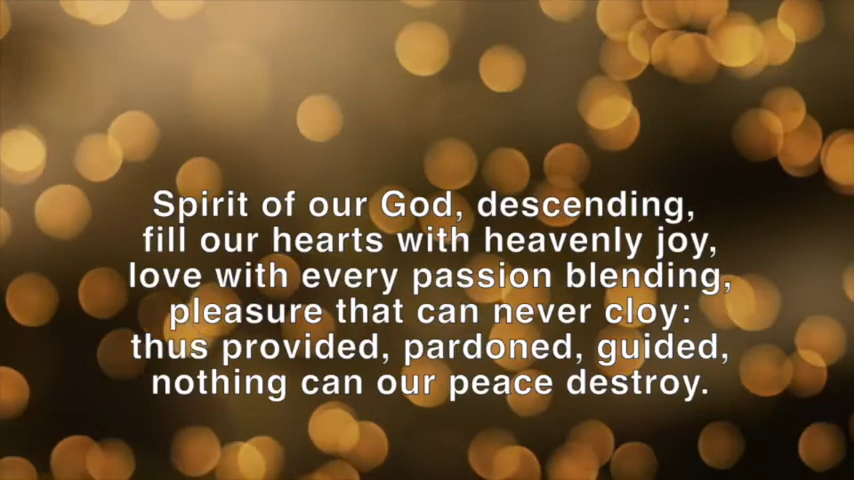 Spirit of our God, descending,
fill our hearts with heavenly joy,
love with every passion blending,
pleasure that can never cloy:
thus provided, pardoned, guided,
nothing can our peace destroy.